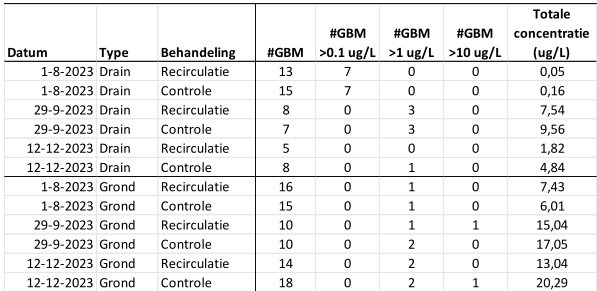 Totale
#GBM #GBM #GBM concentratie
Datum Type Behandeling #GBM >0.1 ug/L >1 ug/L >10 ug/L (ug/L)
1-8-2023 Drain Recirculatie 13 7 0 0 0,05
1-8-2023 Drain Controle 15 7 0 0 0,16
29-9-2023 Drain Recirculatie 8 0 3 0 7,54
29-9-2023 Drain Controle 7 0 3 0 9,56
12-12-2023 Drain Recirculatie 5 0 0 0 1,82
12-12-2023 Drain Controle 8 0 1 0 4,84
1-8-2023 Grond Recirculatie 16 0 1 0 7,43
1-8-2023 Grond Controle 15 0 1 0 6,01
29-9-2023 Grond Recirculatie 10 0 1 1 15,04
29-9-2023 Grond Controle 10 0 2 0 17,05
12-12-2023 Grond Recirculatie 14 0 2 0 13,04
12-12-2023 Grond Controle 18 0 2 1 20,29